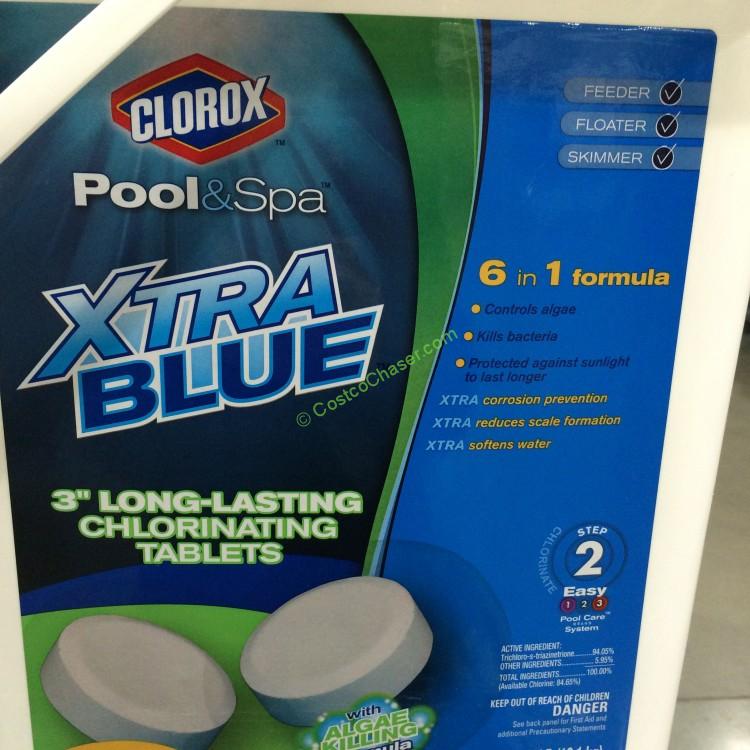 CLOROX
TM
Pool&Spa™
XTRA
BLUE
© CostcoChaser.com
3" LONG-LASTING
CHLORINATING
TABLETS
with
ALGAE
KILLING
FEEDER
FLOATER
SKIMMER
6 in 1 formula
Controls algae
Kills bacteria
Protected against sunlight
to last longer
XTRA corrosion prevention
XTRA reduces scale formation
XTRA softens water
STEP
2
CHLORINATE
Easy
1 2 3
Pool Care™
System
ACTIVE INGREDIENT:
Trichloro-s-triazinetrione.....94.05%
OTHER INGREDIENTS.....5.95%
TOTAL INGREDIENTS.....100.00%
(Available Chlorine: 84.65%)
KEEP OUT OF REACH OF CHILDREN
DANGER
See back panel for First Aid and
additional Precautionary Statements